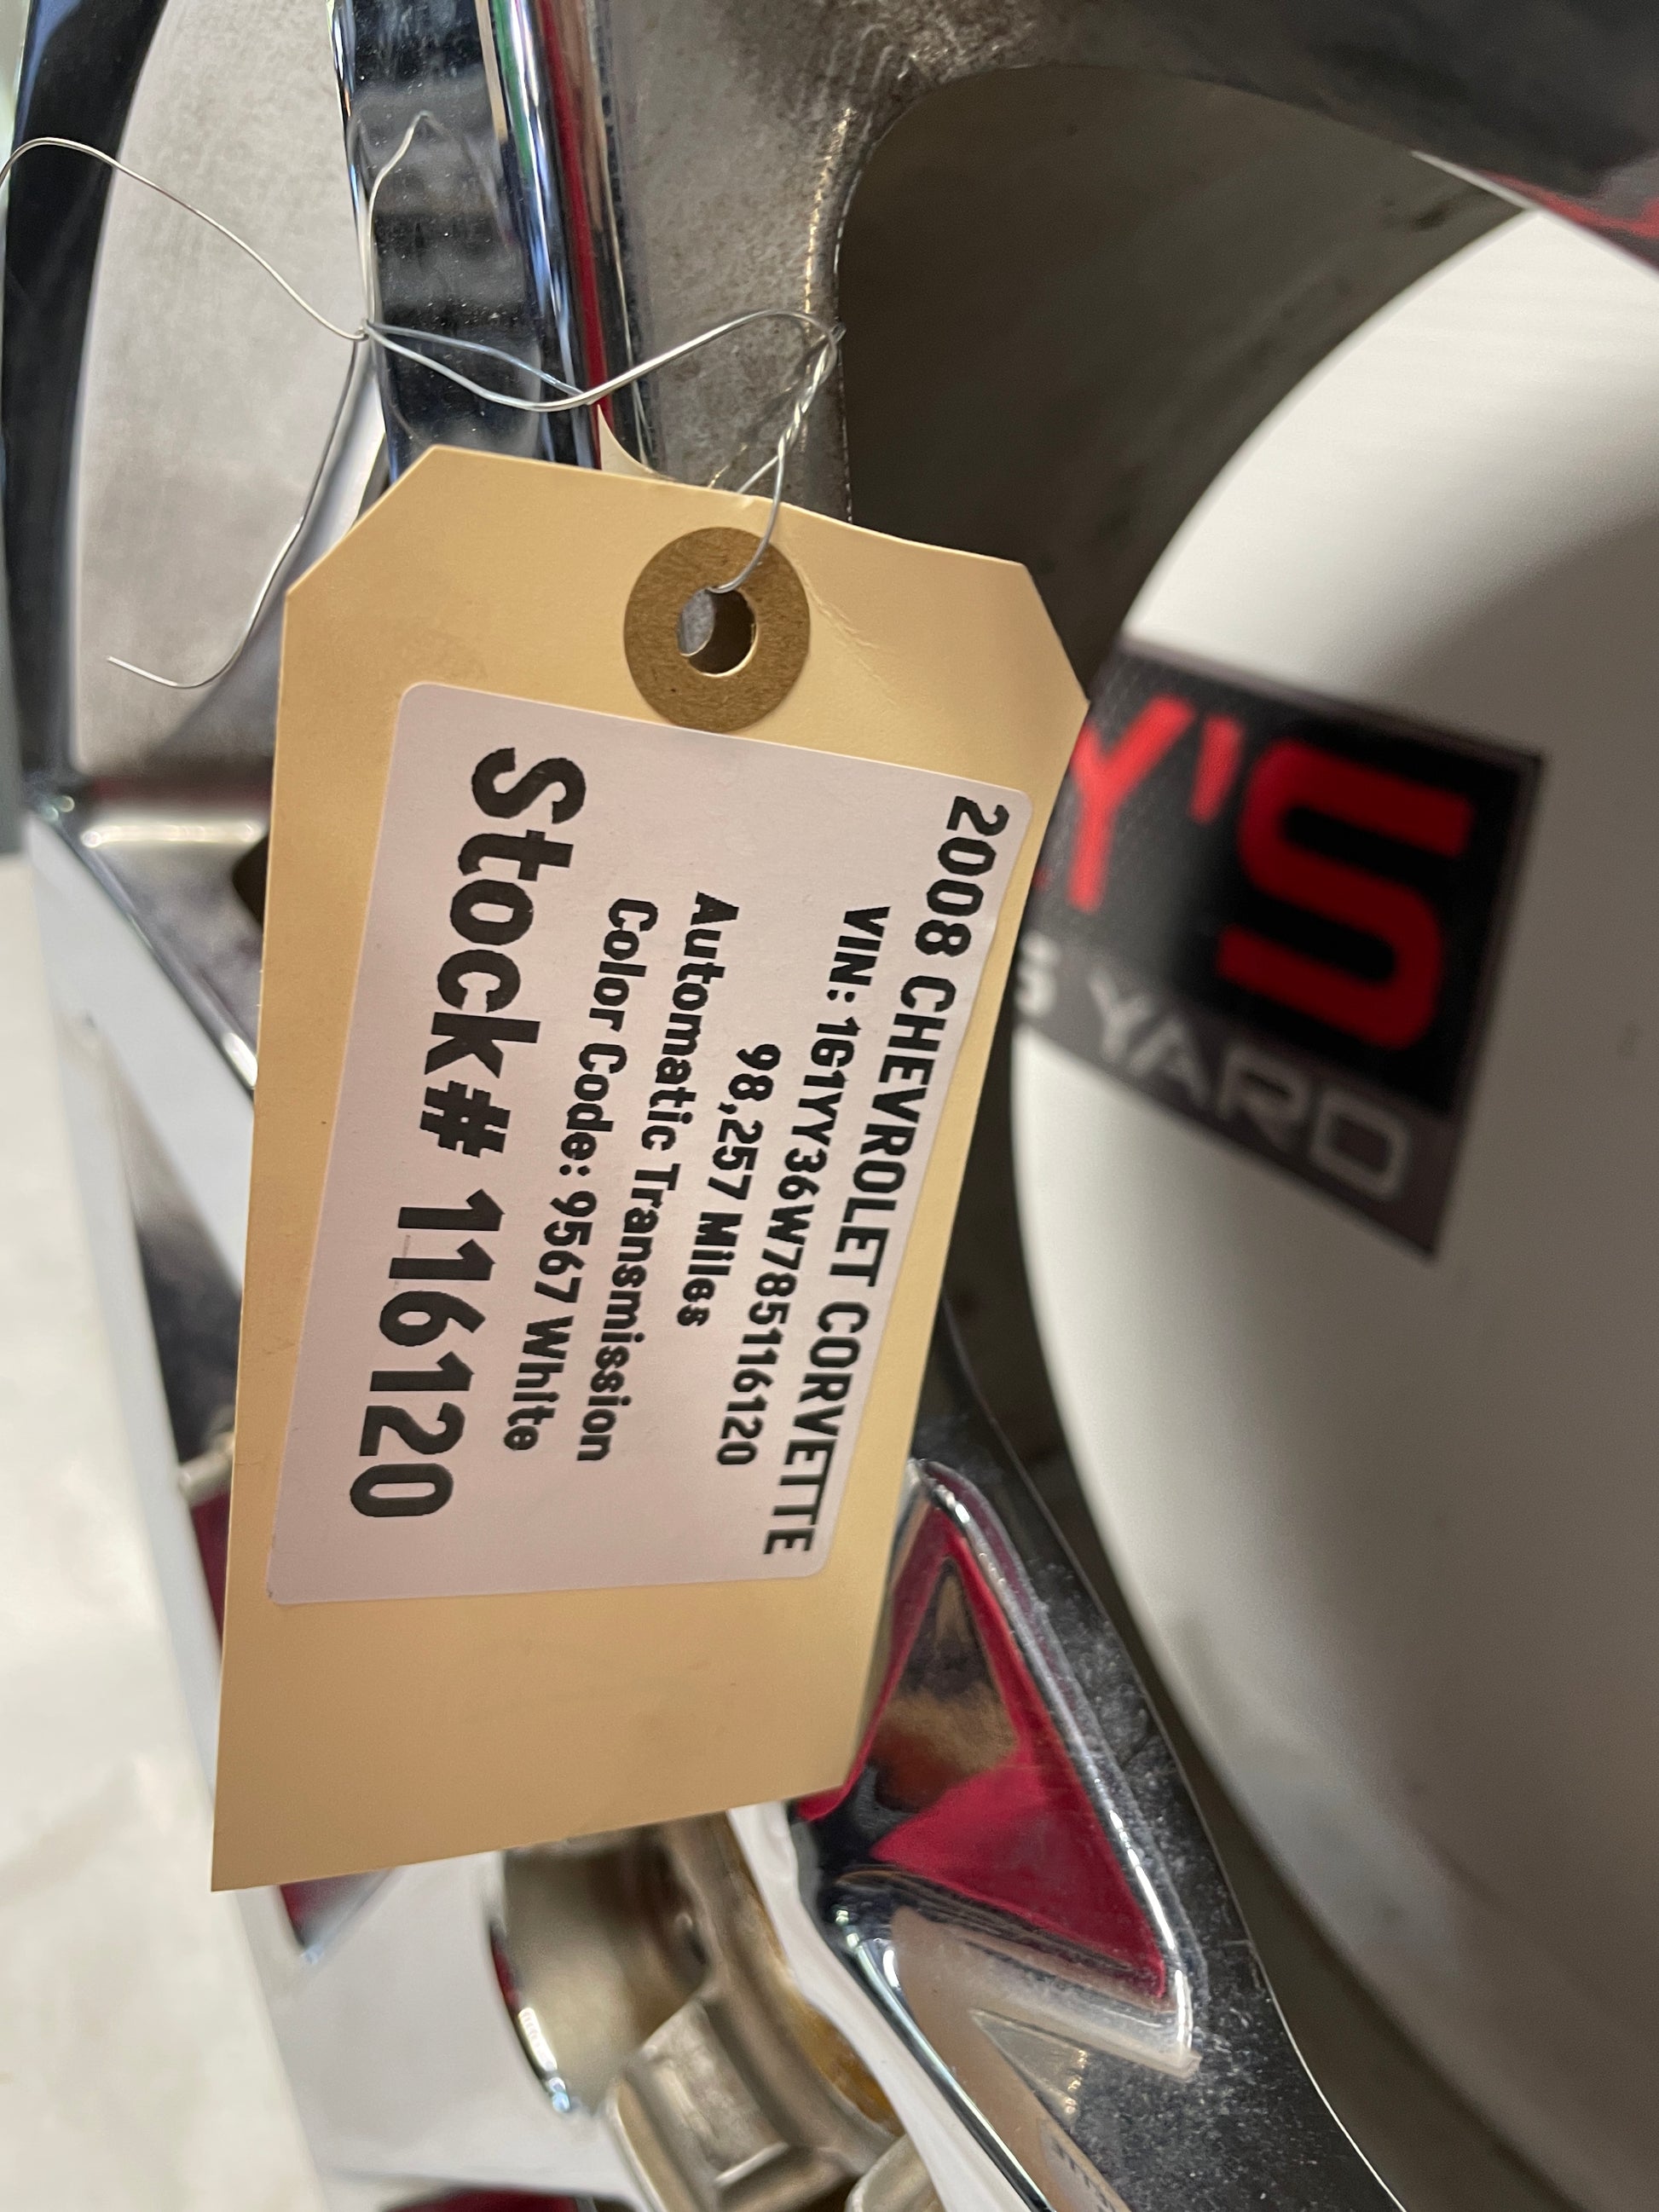 2008 CHEVROLET CORVETTE
VIN: 1G1YY36W785116120
98,257 Miles
Automatic Transmission
Color Code: 9567 White
Stock# 116120
Y'S
S YARD